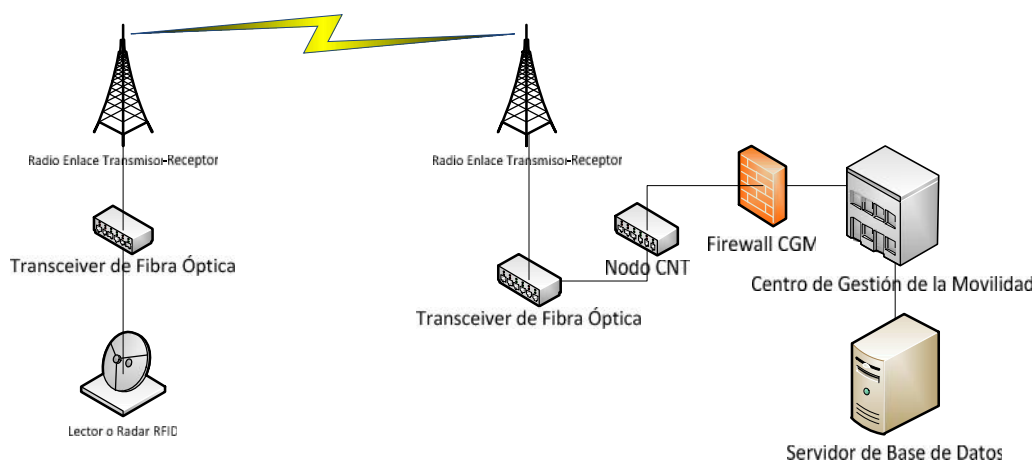 Radio Enlace Transmisor-Receptor
Transceiver de Fibra Óptica
Lector o Radar RFID
Radio Enlace Transmisor-Receptor
Transceiver de Fibra Óptica
Nodo CNT
Firewall CGM
Centro de Gestión de la Movilidad
Servidor de Base de Datos